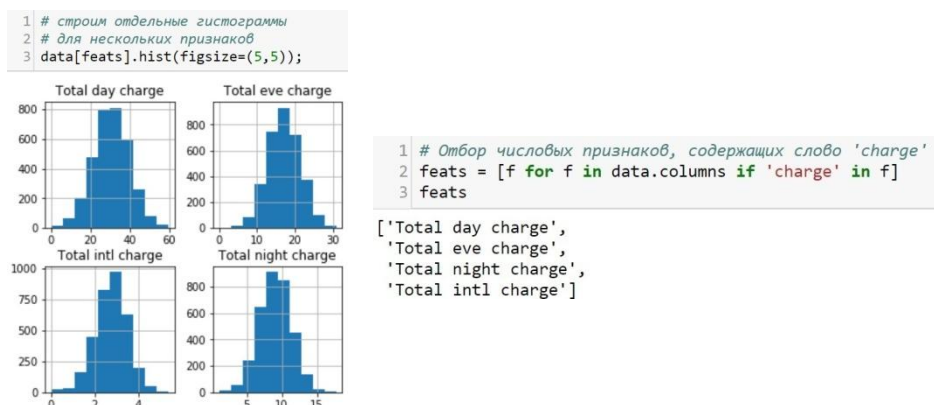 1 # строим отдельные гистограммы
2 # для нескольких признаков
3 data[feats].hist(figsize=(5,5));
Total day charge
800
600
400
200
0
0 20 40 60
Total eve charge
800
600
400
200
0
0 10 20 30
Total intl charge
1000
750
500
250
0
0 2 4
Total night charge
800
600
400
200
0
5 10 15
1 # Отбор числовых признаков, содержащих слово 'charge'
2 feats = [f for f in data.columns if 'charge' in f]
3 feats
['Total day charge',
'Total eve charge',
'Total night charge',
'Total intl charge']